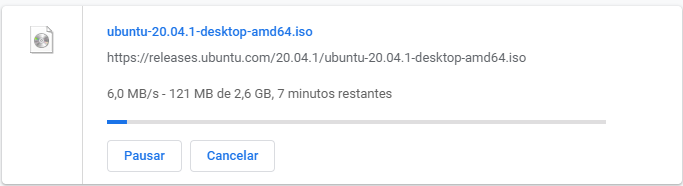 ubuntu-20.04.1-desktop-amd64.iso
https://releases.ubuntu.com/20.04.1/ubuntu-20.04.1-desktop-amd64.iso
6,0 MB/s - 121 MB de 2,6 GB, 7 minutos restantes
Pausar Cancelar